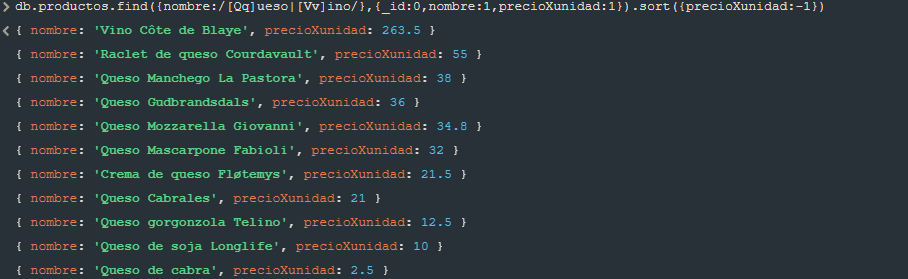 > db.productos.find({nombre:/[Qq]ueso|[Vv]ino/},{_id:0,nombre:1,precioXunidad:1}).sort({precioXunidad:-1})
< { nombre: 'Vino Côte de Blaye', precioXunidad: 263.5 }
{ nombre: 'Raclet de queso Courdavault', precioXunidad: 55 }
{ nombre: 'Queso Manchego La Pastora', precioXunidad: 38 }
{ nombre: 'Queso Gudbrandsdals', precioXunidad: 36 }
{ nombre: 'Queso Mozzarella Giovanni', precioXunidad: 34.8 }
{ nombre: 'Queso Mascarpone Fabioli', precioXunidad: 32 }
{ nombre: 'Crema de queso Fløtemys', precioXunidad: 21.5 }
{ nombre: 'Queso Cabrales', precioXunidad: 21 }
{ nombre: 'Queso gorgonzola Telino', precioXunidad: 12.5 }
{ nombre: 'Queso de soja Longlife', precioXunidad: 10 }
{ nombre: 'Queso de cabra', precioXunidad: 2.5 }